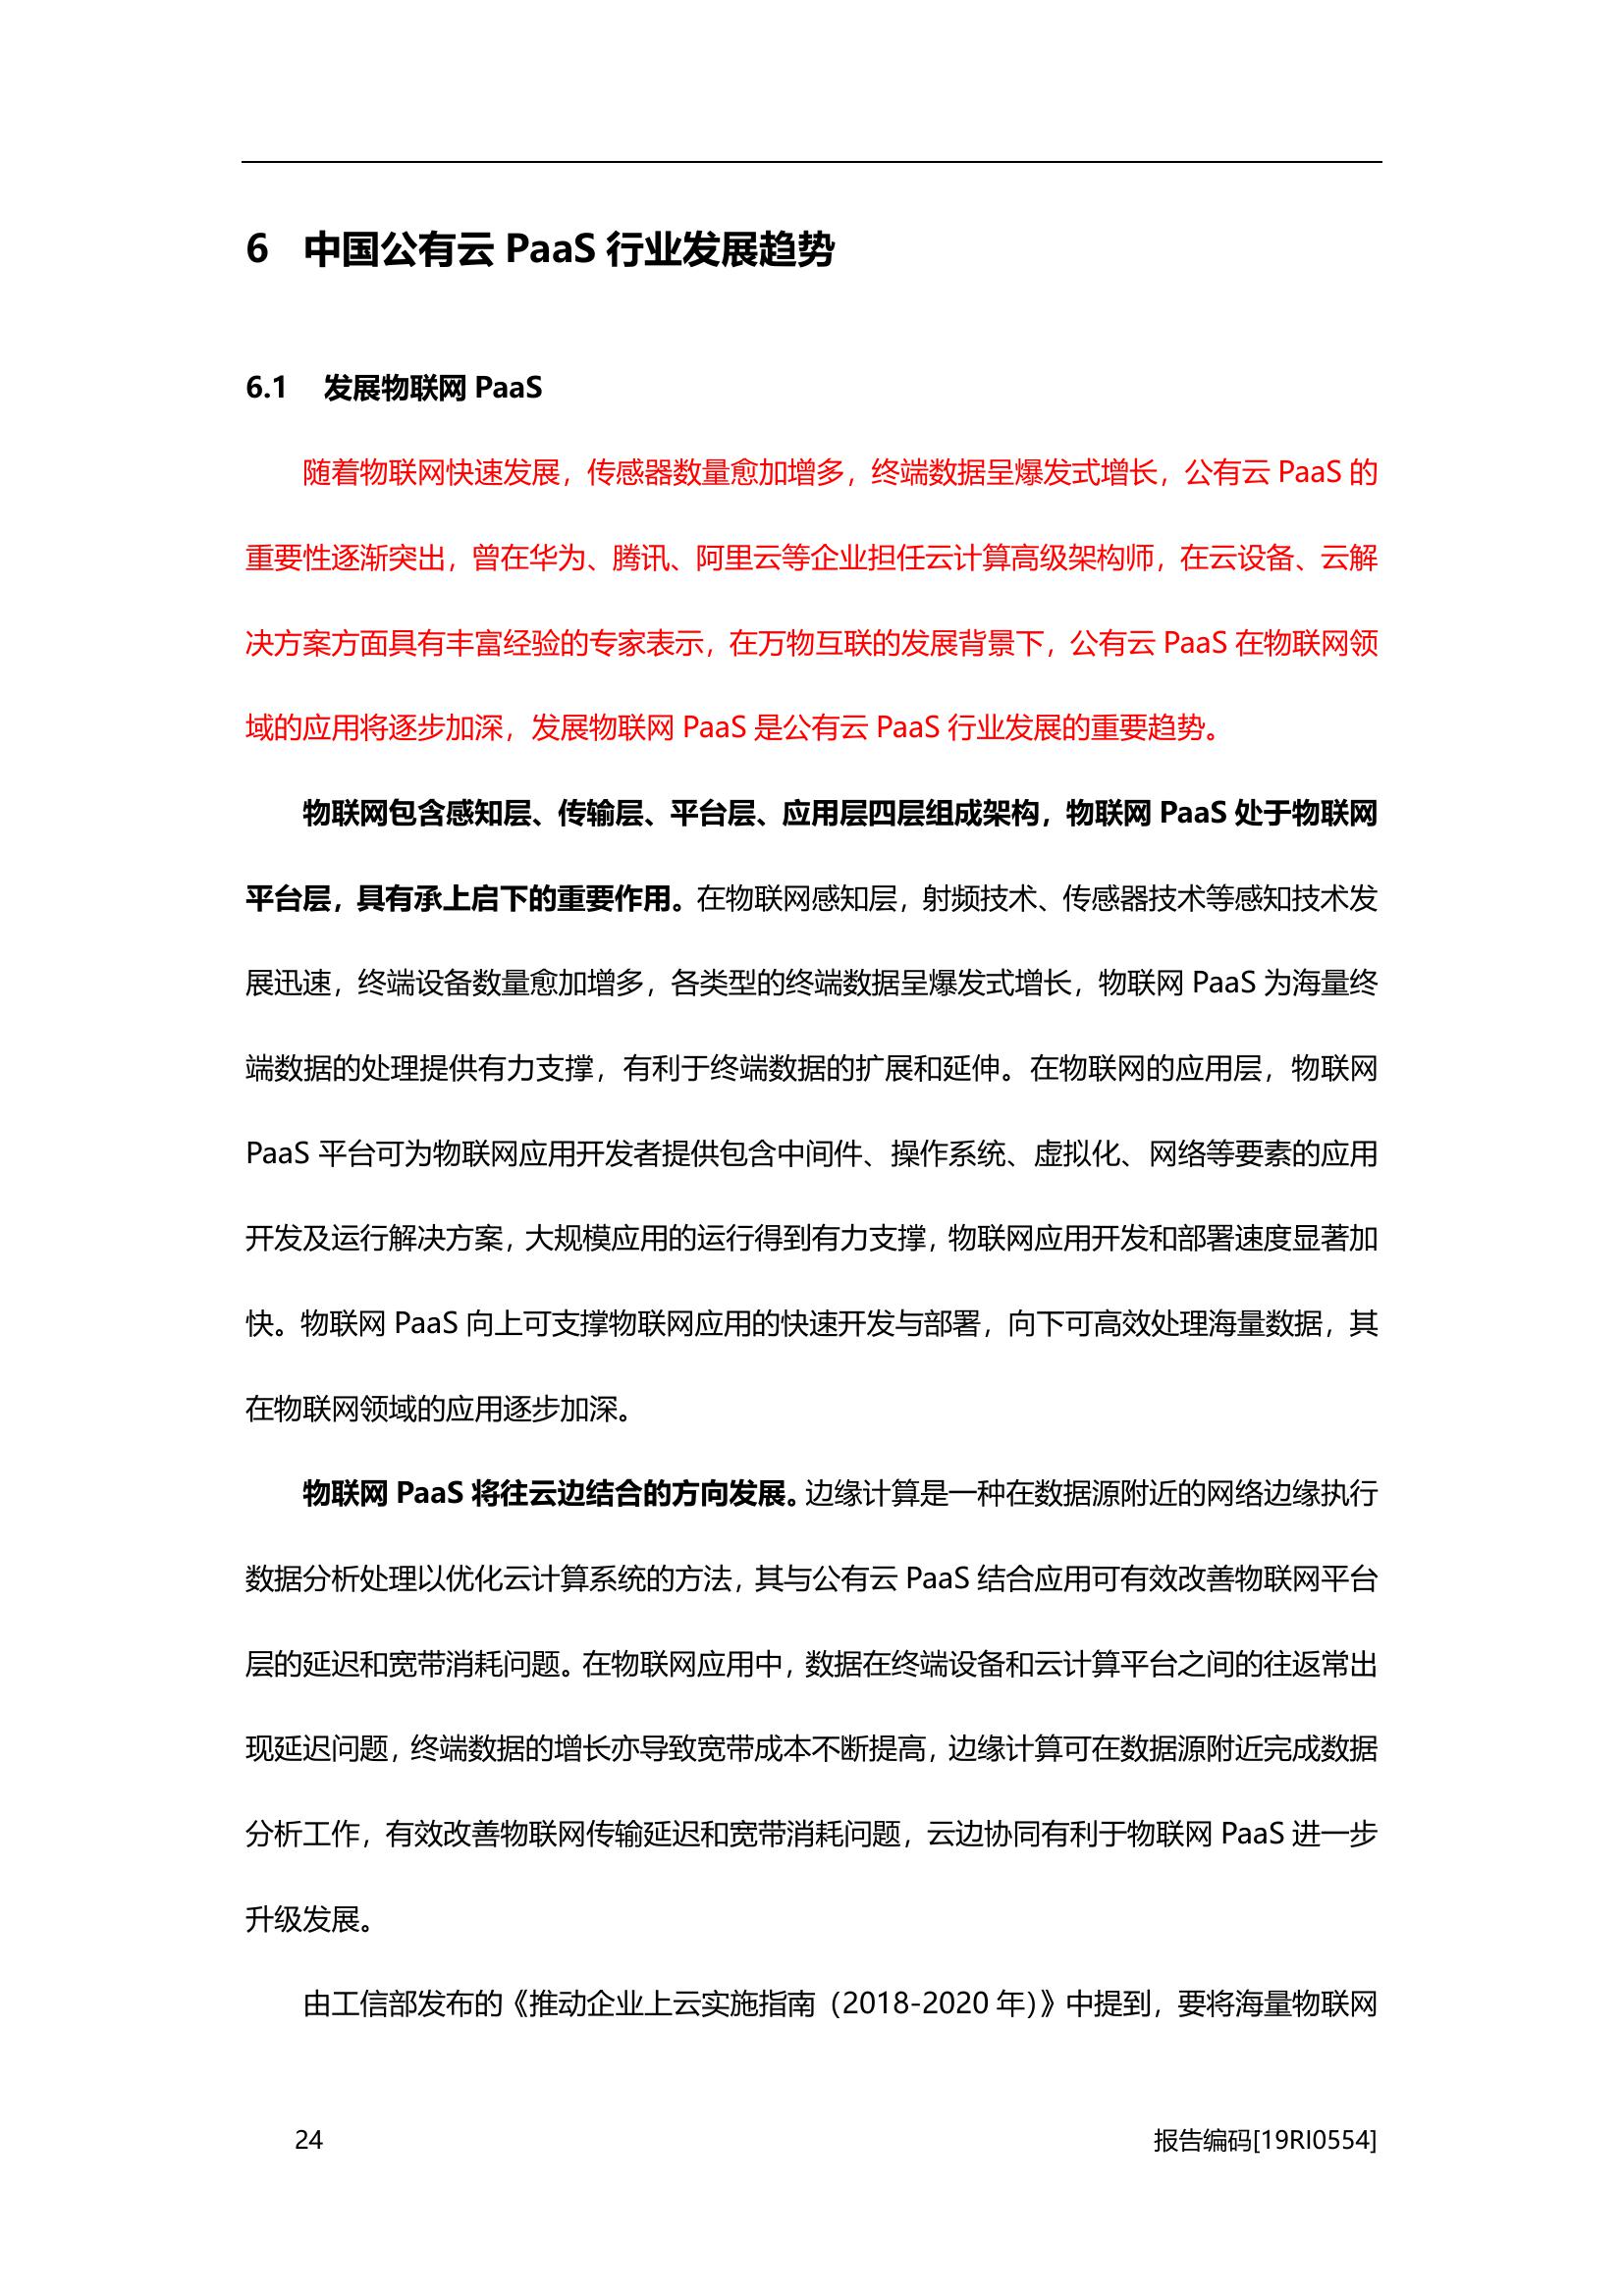 6 中国公有云 PaaS 行业发展趋势
6.1 发展物联网 PaaS
随着物联网快速发展，传感器数量愈加增多，终端数据呈爆发式增长，公有云 PaaS 的
重要性逐渐突出，曾在华为、腾讯、阿里云等企业担任云计算高级架构师，在云设备、云解
决方案方面具有丰富经验的专家表示，在万物互联的发展背景下，公有云 PaaS 在物联网领
域的应用将逐步加深，发展物联网 PaaS 是公有云 PaaS 行业发展的重要趋势。
物联网包含感知层、传输层、平台层、应用层四层组成架构，物联网 PaaS 处于物联网
平台层，具有承上启下的重要作用。在物联网感知层，射频技术、传感器技术等感知技术发
展迅速，终端设备数量愈加增多，各类型的终端数据呈爆发式增长，物联网 PaaS 为海量终
端数据的处理提供有力支撑，有利于终端数据的扩展和延伸。在物联网的应用层，物联网
PaaS 平台可为物联网应用开发者提供包含中间件、操作系统、虚拟化、网络等要素的应用
开发及运行解决方案，大规模应用的运行得到有力支撑，物联网应用开发和部署速度显著加
快。物联网 PaaS 向上可支撑物联网应用的快速开发与部署，向下可高效处理海量数据，其
在物联网领域的应用逐步加深。
物联网 PaaS 将往云边结合的方向发展。边缘计算是一种在数据源附近的网络边缘执行
数据分析处理以优化云计算系统的方法，其与公有云 PaaS 结合应用可有效改善物联网平台
层的延迟和宽带消耗问题。在物联网应用中，数据在终端设备和云计算平台之间的往返常出
现延迟问题，终端数据的增长亦导致宽带成本不断提高，边缘计算可在数据源附近完成数据
分析工作，有效改善物联网传输延迟和宽带消耗问题，云边协同有利于物联网 PaaS 进一步
升级发展。
由工信部发布的《推动企业上云实施指南（2018-2020 年）》中提到，要将海量物联网
24 报告编码[19RI0554]